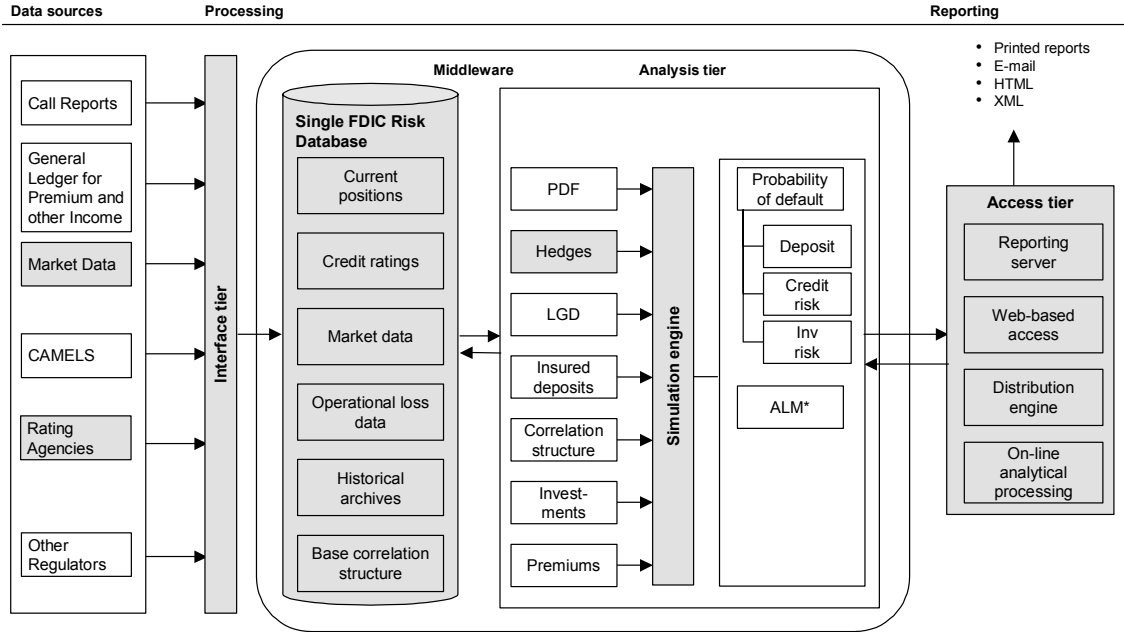 Data sources
Processing
Reporting
Call Reports
General
Ledger for
Premium and
other Income
Market Data
CAMELS
Rating
Agencies
Other
Regulators
Interface tier
Middleware
Single FDIC Risk
Database
Current
positions
Credit ratings
Market data
Operational loss
data
Historical
archives
Base correlation
structure
Analysis tier
PDF
Hedges
LGD
Insured
deposits
Correlation
structure
Invest-
ments
Premiums
Simulation engine
Probability
of default
Deposit
Credit
risk
Inv
risk
ALM*
• Printed reports
• E-mail
• HTML
• XML
Access tier
Reporting
server
Web-based
access
Distribution
engine
On-line
analytical
processing